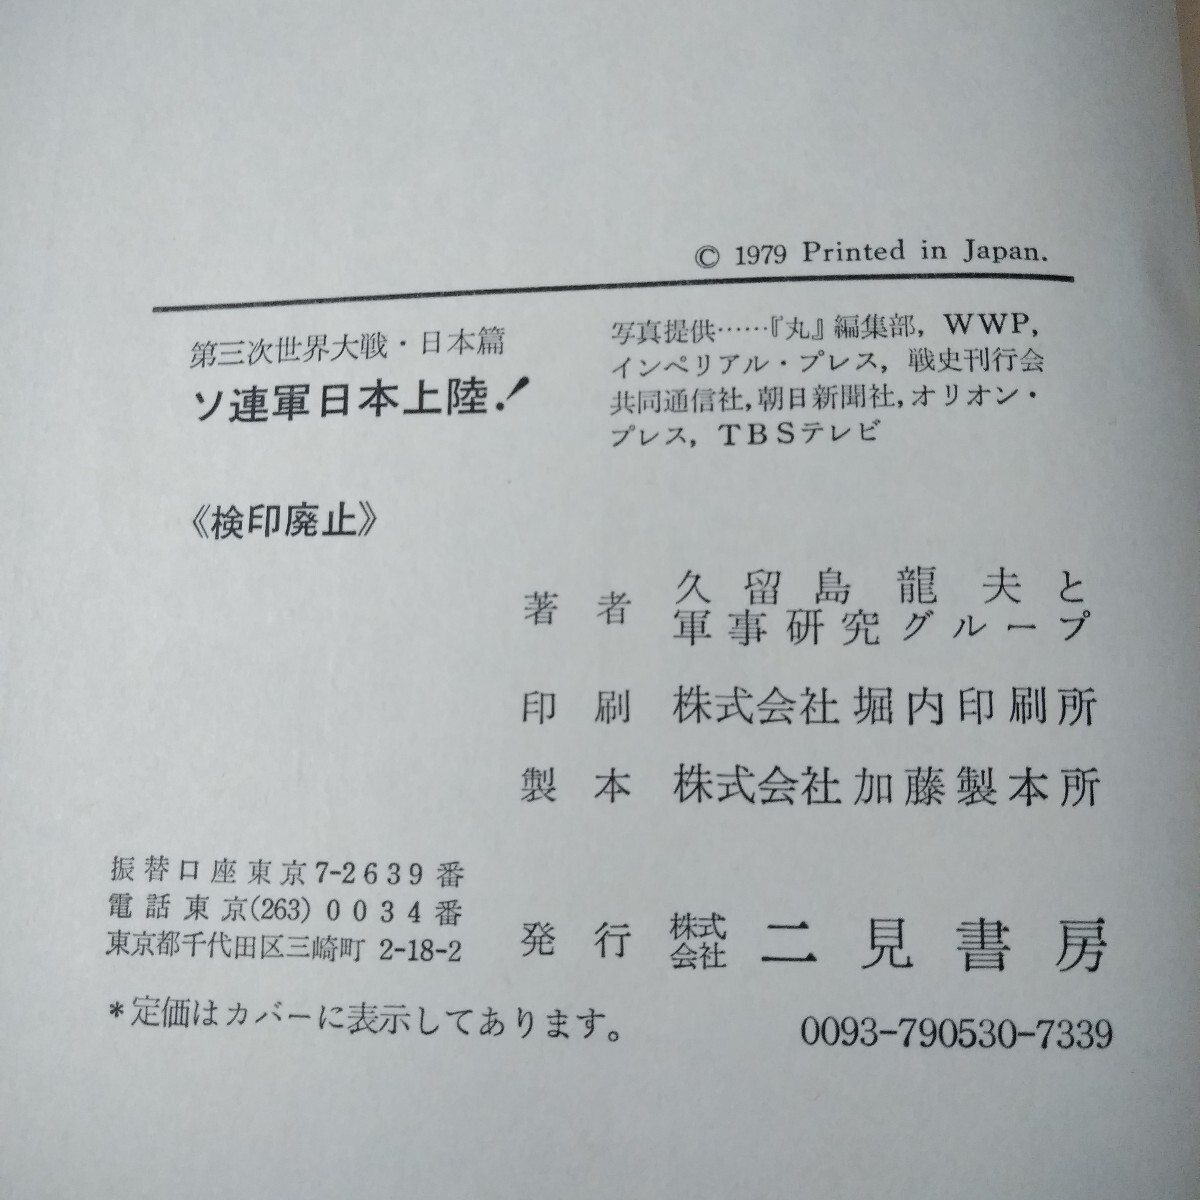 © 1979 Printed in Japan.
第三次世界大戦・日本篇
ソ連軍日本上陸!
写真提供……『丸』編集部，WWP，
インペリアル・プレス，戦史刊行会
共同通信社，朝日新聞社，オリオン・
プレス，TBSテレビ
《検印廃止》
著者 久留島龍夫と
軍事研究グループ
印刷 株式会社堀内印刷所
製本 株式会社加藤製本所
振替口座東京7-2639番
電話東京(263)0034番
東京都千代田区三崎町 2-18-2
発行 株式会社 二見書房
*定価はカバーに表示してあります。
0093-790530-7339